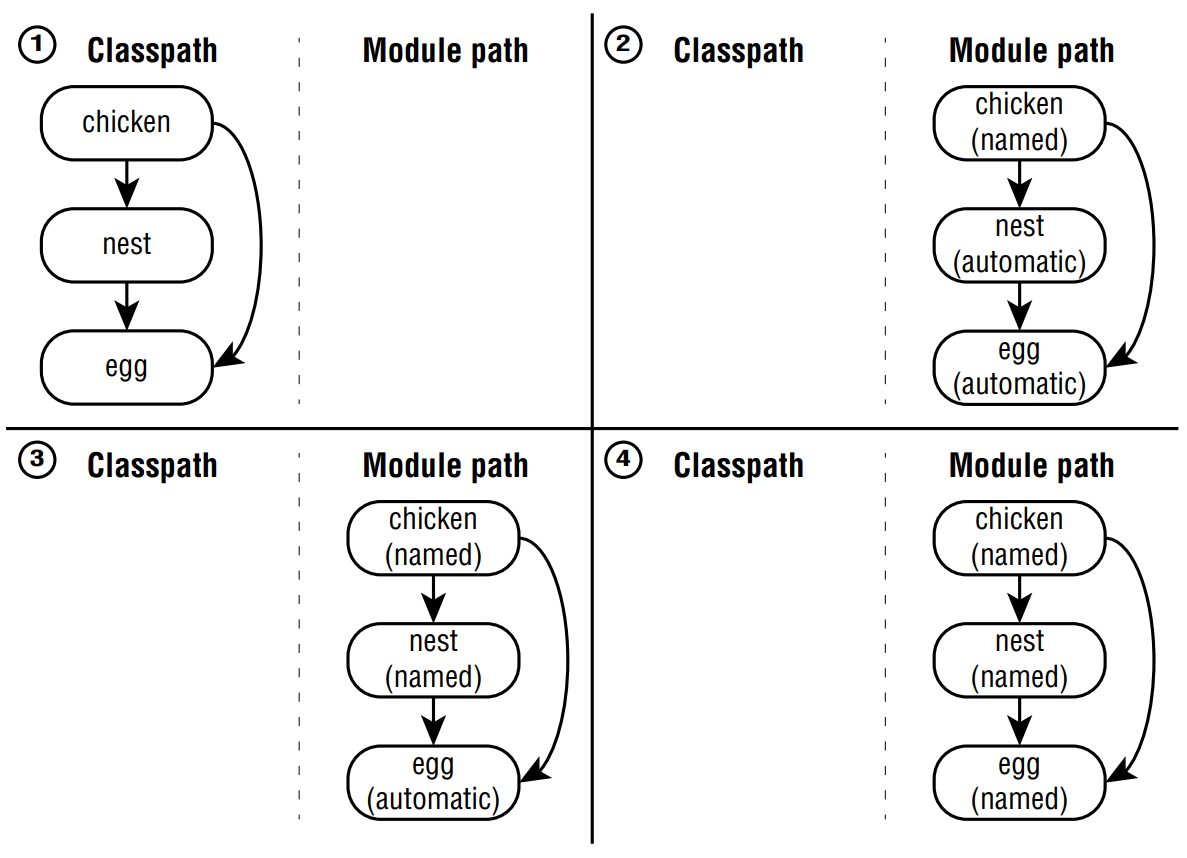 1 Classpath Module path
chicken
nest
egg
2 Classpath Module path
chicken
(named)
nest
(automatic)
egg
(automatic)
3 Classpath Module path
chicken
(named)
nest
(named)
egg
(automatic)
4 Classpath Module path
chicken
(named)
nest
(named)
egg
(named)